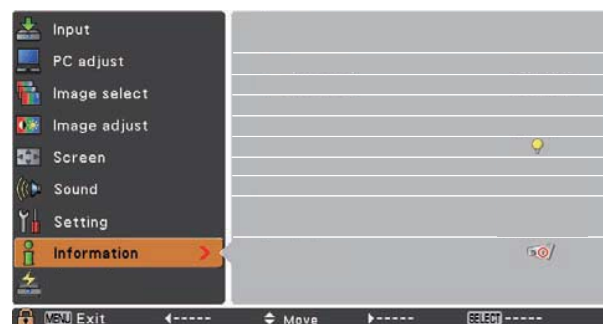 Input
PC adjust
Image select
Image adjust
Screen
Sound
Setting
Information
MENU Exit ◄----- Move ►----- SELECT -----